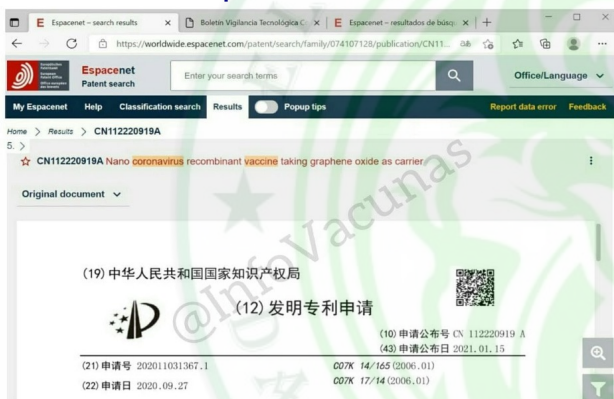 Espacenet – search results
Boletín Vigilancia Tecnológica C
Espacenet – resultados de búsq
https://worldwide.espacenet.com/patent/search/family/074107128/publication/CN11...
Espacenet
Patent search
Enter your search terms
Office/Language
My Espacenet Help Classification search Results Popup tips Report data error Feedback
Home > Results > CN112220919A
5. >
CN112220919A Nano coronavirus recombinant vaccine taking graphene oxide as carrier
Original document
@InfoVacunas
(19) 中华人民共和国国家知识产权局
(12) 发明专利申请
(10) 申请公布号 CN 112220919 A
(43) 申请公布日 2021.01.15
(21) 申请号 202011031367.1
C07K 14/165 (2006.01)
(22) 申请日 2020.09.27
C07K 17/14 (2006.01)